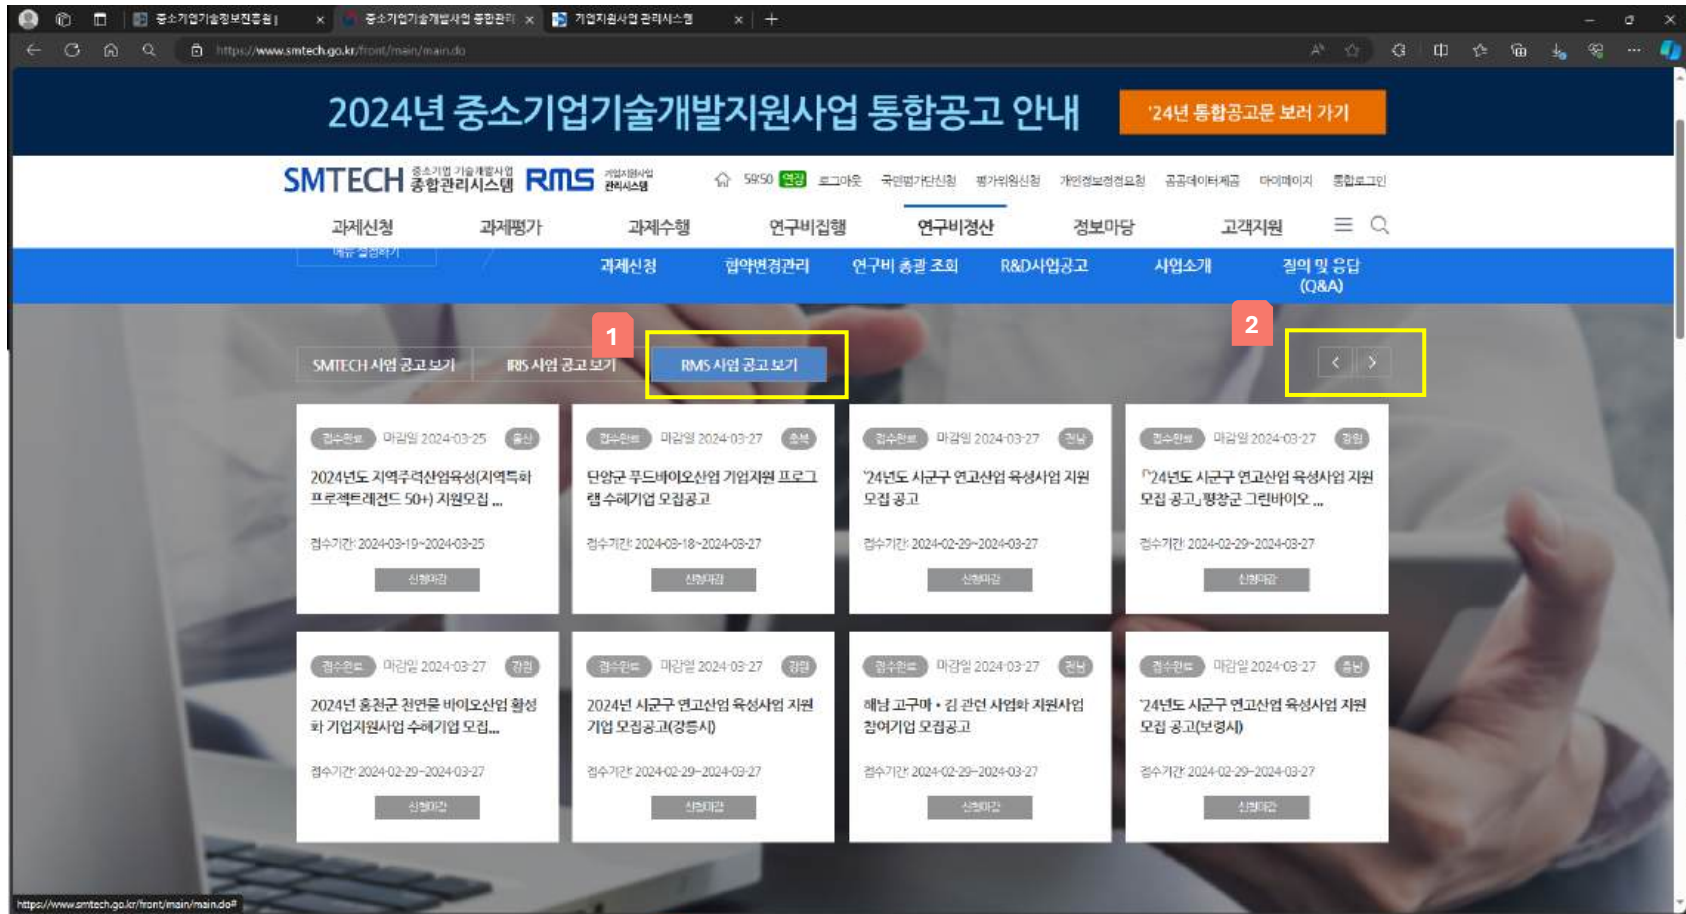 중소기업기술정보진흥원 |
중소기업기술개발사업 종합관리
기업지원사업 관리시스템
https://www.smtech.go.kr/front/main/main.do
2024년 중소기업기술개발지원사업 통합공고 안내
'24년 통합공고문 보러 가기
SMTECH 중소기업 기술개발사업 종합관리시스템 RMS 기업지원사업 관리시스템
59:50 연장 로그아웃 국민평가단신청 평가위원신청 개인정보정정요청 공공데이터제공 마이페이지 통합로그인
과제신청 과제평가 과제수행 연구비집행 연구비정산 정보마당 고객지원
메뉴 설정하기
과제신청 협약변경관리 연구비 총괄 조회 R&D사업공고 사업소개 질의 및 응답
(Q&A)
1
2
SMTECH 사업 공고 보기 IRIS 사업 공고 보기 RMS 사업 공고 보기
접수완료 마감일 2024-03-25 울산
2024년도 지역주력산업육성(지역특화
프로젝트레전드 50+) 지원모집 ...
접수기간: 2024-03-19~2024-03-25
신청마감
접수완료 마감일 2024-03-27 충북
단양군 푸드바이오산업 기업지원 프로그
램 수혜기업 모집공고
접수기간: 2024-03-18~2024-03-27
신청마감
접수완료 마감일 2024-03-27 전남
'24년도 시군구 연고산업 육성사업 지원
모집 공고
접수기간: 2024-02-29~2024-03-27
신청마감
접수완료 마감일 2024-03-27 강원
「'24년도 시군구 연고산업 육성사업 지원
모집 공고」평창군 그린바이오 ...
접수기간: 2024-02-29~2024-03-27
신청마감
접수완료 마감일 2024-03-27 강원
2024년 홍천군 천연물 바이오산업 활성
화 기업지원사업 수혜기업 모집...
접수기간: 2024-02-29~2024-03-27
신청마감
접수완료 마감일 2024-03-27 강원
2024년 시군구 연고산업 육성사업 지원
기업 모집공고(강릉시)
접수기간: 2024-02-29~2024-03-27
신청마감
접수완료 마감일 2024-03-27 전남
해남 고구마・김 관련 사업화 지원사업
참여기업 모집공고
접수기간: 2024-02-29~2024-03-27
신청마감
접수완료 마감일 2024-03-27 충남
'24년도 시군구 연고산업 육성사업 지원
모집 공고(보령시)
접수기간: 2024-02-29~2024-03-27
신청마감
https://www.smtech.go.kr/front/main/main.do#